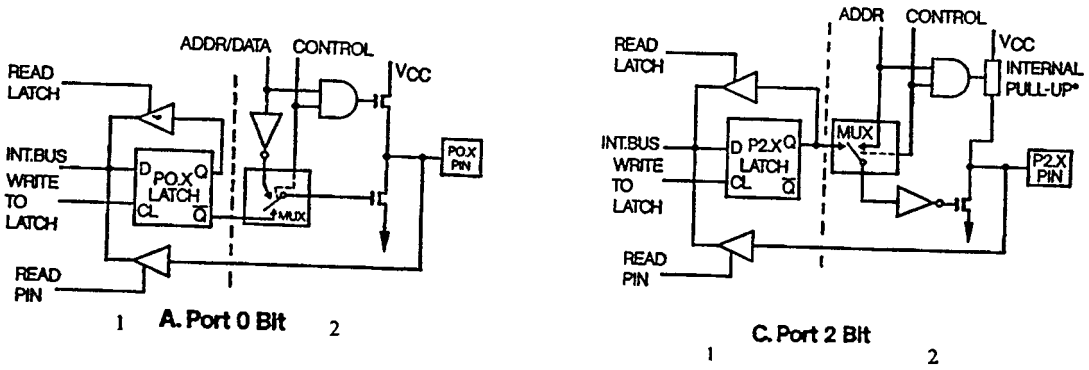 ADDR/DATA CONTROL
VCC
READ
LATCH
INT.BUS
WRITE
TO
LATCH
D P0.X Q
LATCH
CL Q
MUX
P0.X
PIN
READ
PIN
1 A. Port 0 Bit 2
ADDR CONTROL
VCC
READ
LATCH
INTERNAL
PULL-UP*
MUX
INT.BUS
WRITE
TO
LATCH
D P2.X Q
LATCH
CL Q
P2.X
PIN
READ
PIN
C. Port 2 Bit
1 2